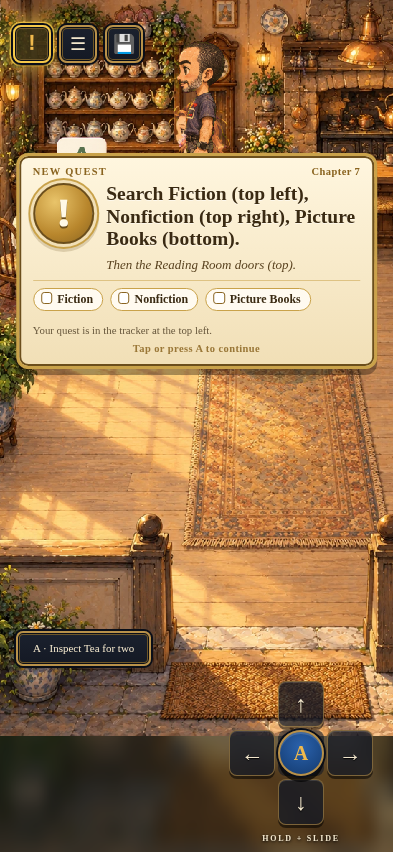 !
☰
💾
A
NEW QUEST
Chapter 7
!
Search Fiction (top left),
Nonfiction (top right), Picture
Books (bottom).
Then the Reading Room doors (top).
Fiction
Nonfiction
Picture Books
Your quest is in the tracker at the top left.
Tap or press A to continue
A · Inspect Tea for two
↑
←
A
→
↓
HOLD + SLIDE